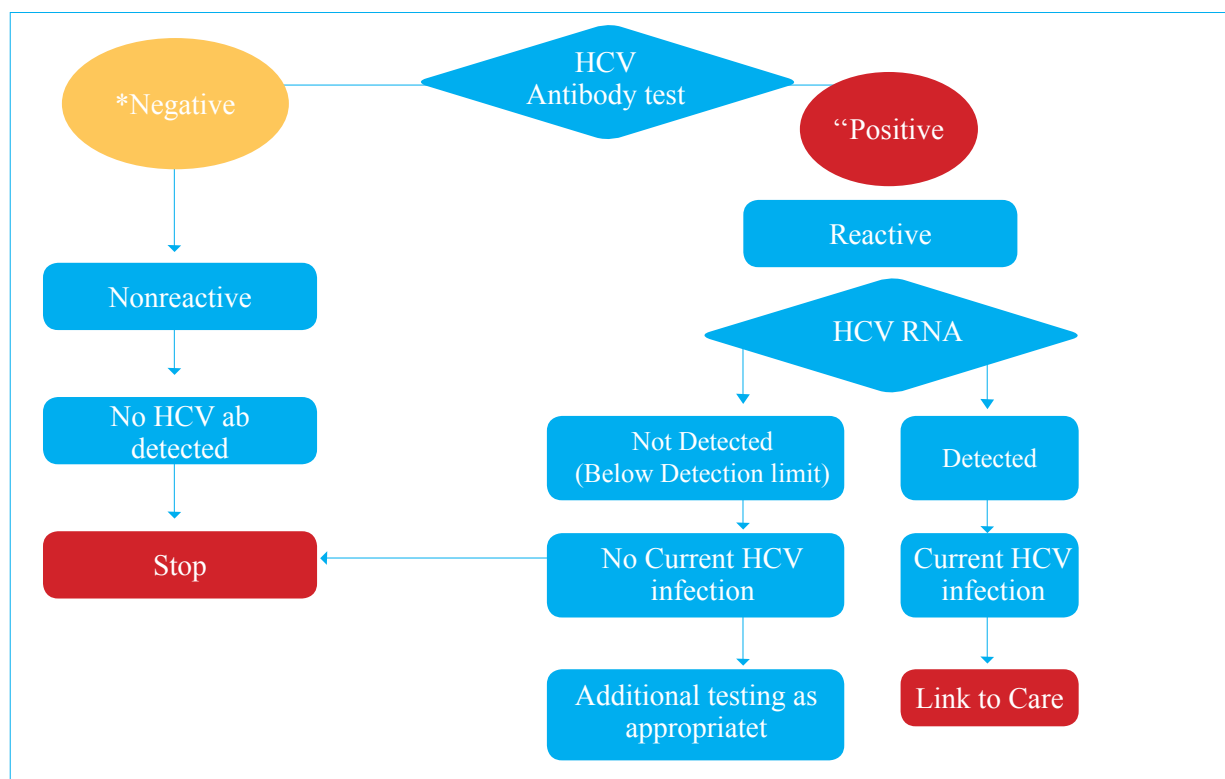 HCV
Antibody test
*Negative
“Positive
Reactive
Nonreactive
HCV RNA
No HCV ab
detected
Not Detected
(Below Detection limit)
Detected
Stop
No Current HCV
infection
Current HCV
infection
Additional testing as
appropriatet
Link to Care